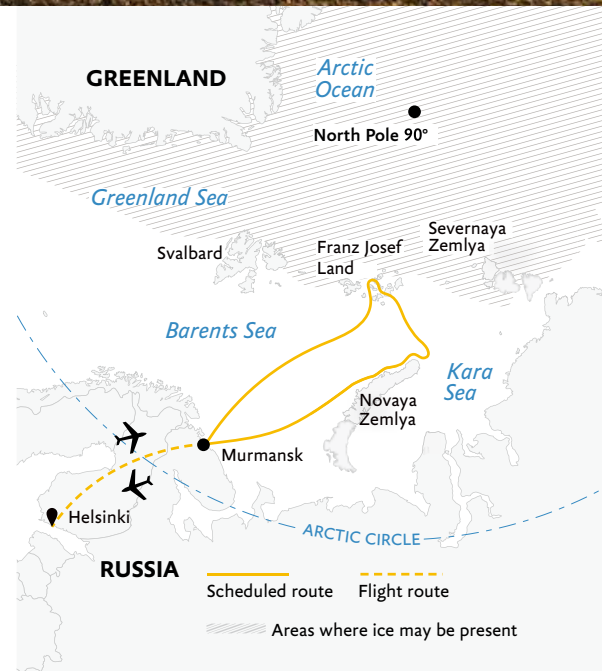 GREENLAND
Arctic
Ocean
North Pole 90°
Greenland Sea
Severnaya
Zemlya
Svalbard
Franz Josef
Land
Barents Sea
Kara
Sea
Novaya
Zemlya
Murmansk
Helsinki
ARCTIC CIRCLE
RUSSIA
Scheduled route
Flight route
Areas where ice may be present